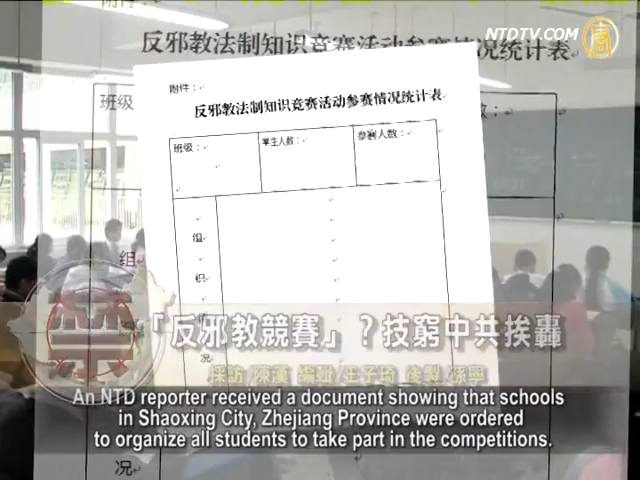 NTDTV.COM
反邪教法制知识竞赛活动参赛情况统计表
附件：
反邪教法制知识竞赛活动参赛情况统计表
班级：
学生人数：
参赛人数：
班级
组
织
况
「反邪教競賽」？技窮中共挨轟
An NTD reporter received a document showing that schools
in Shaoxing City, Zhejiang Province were ordered
to organize all students to take part in the competitions.
况